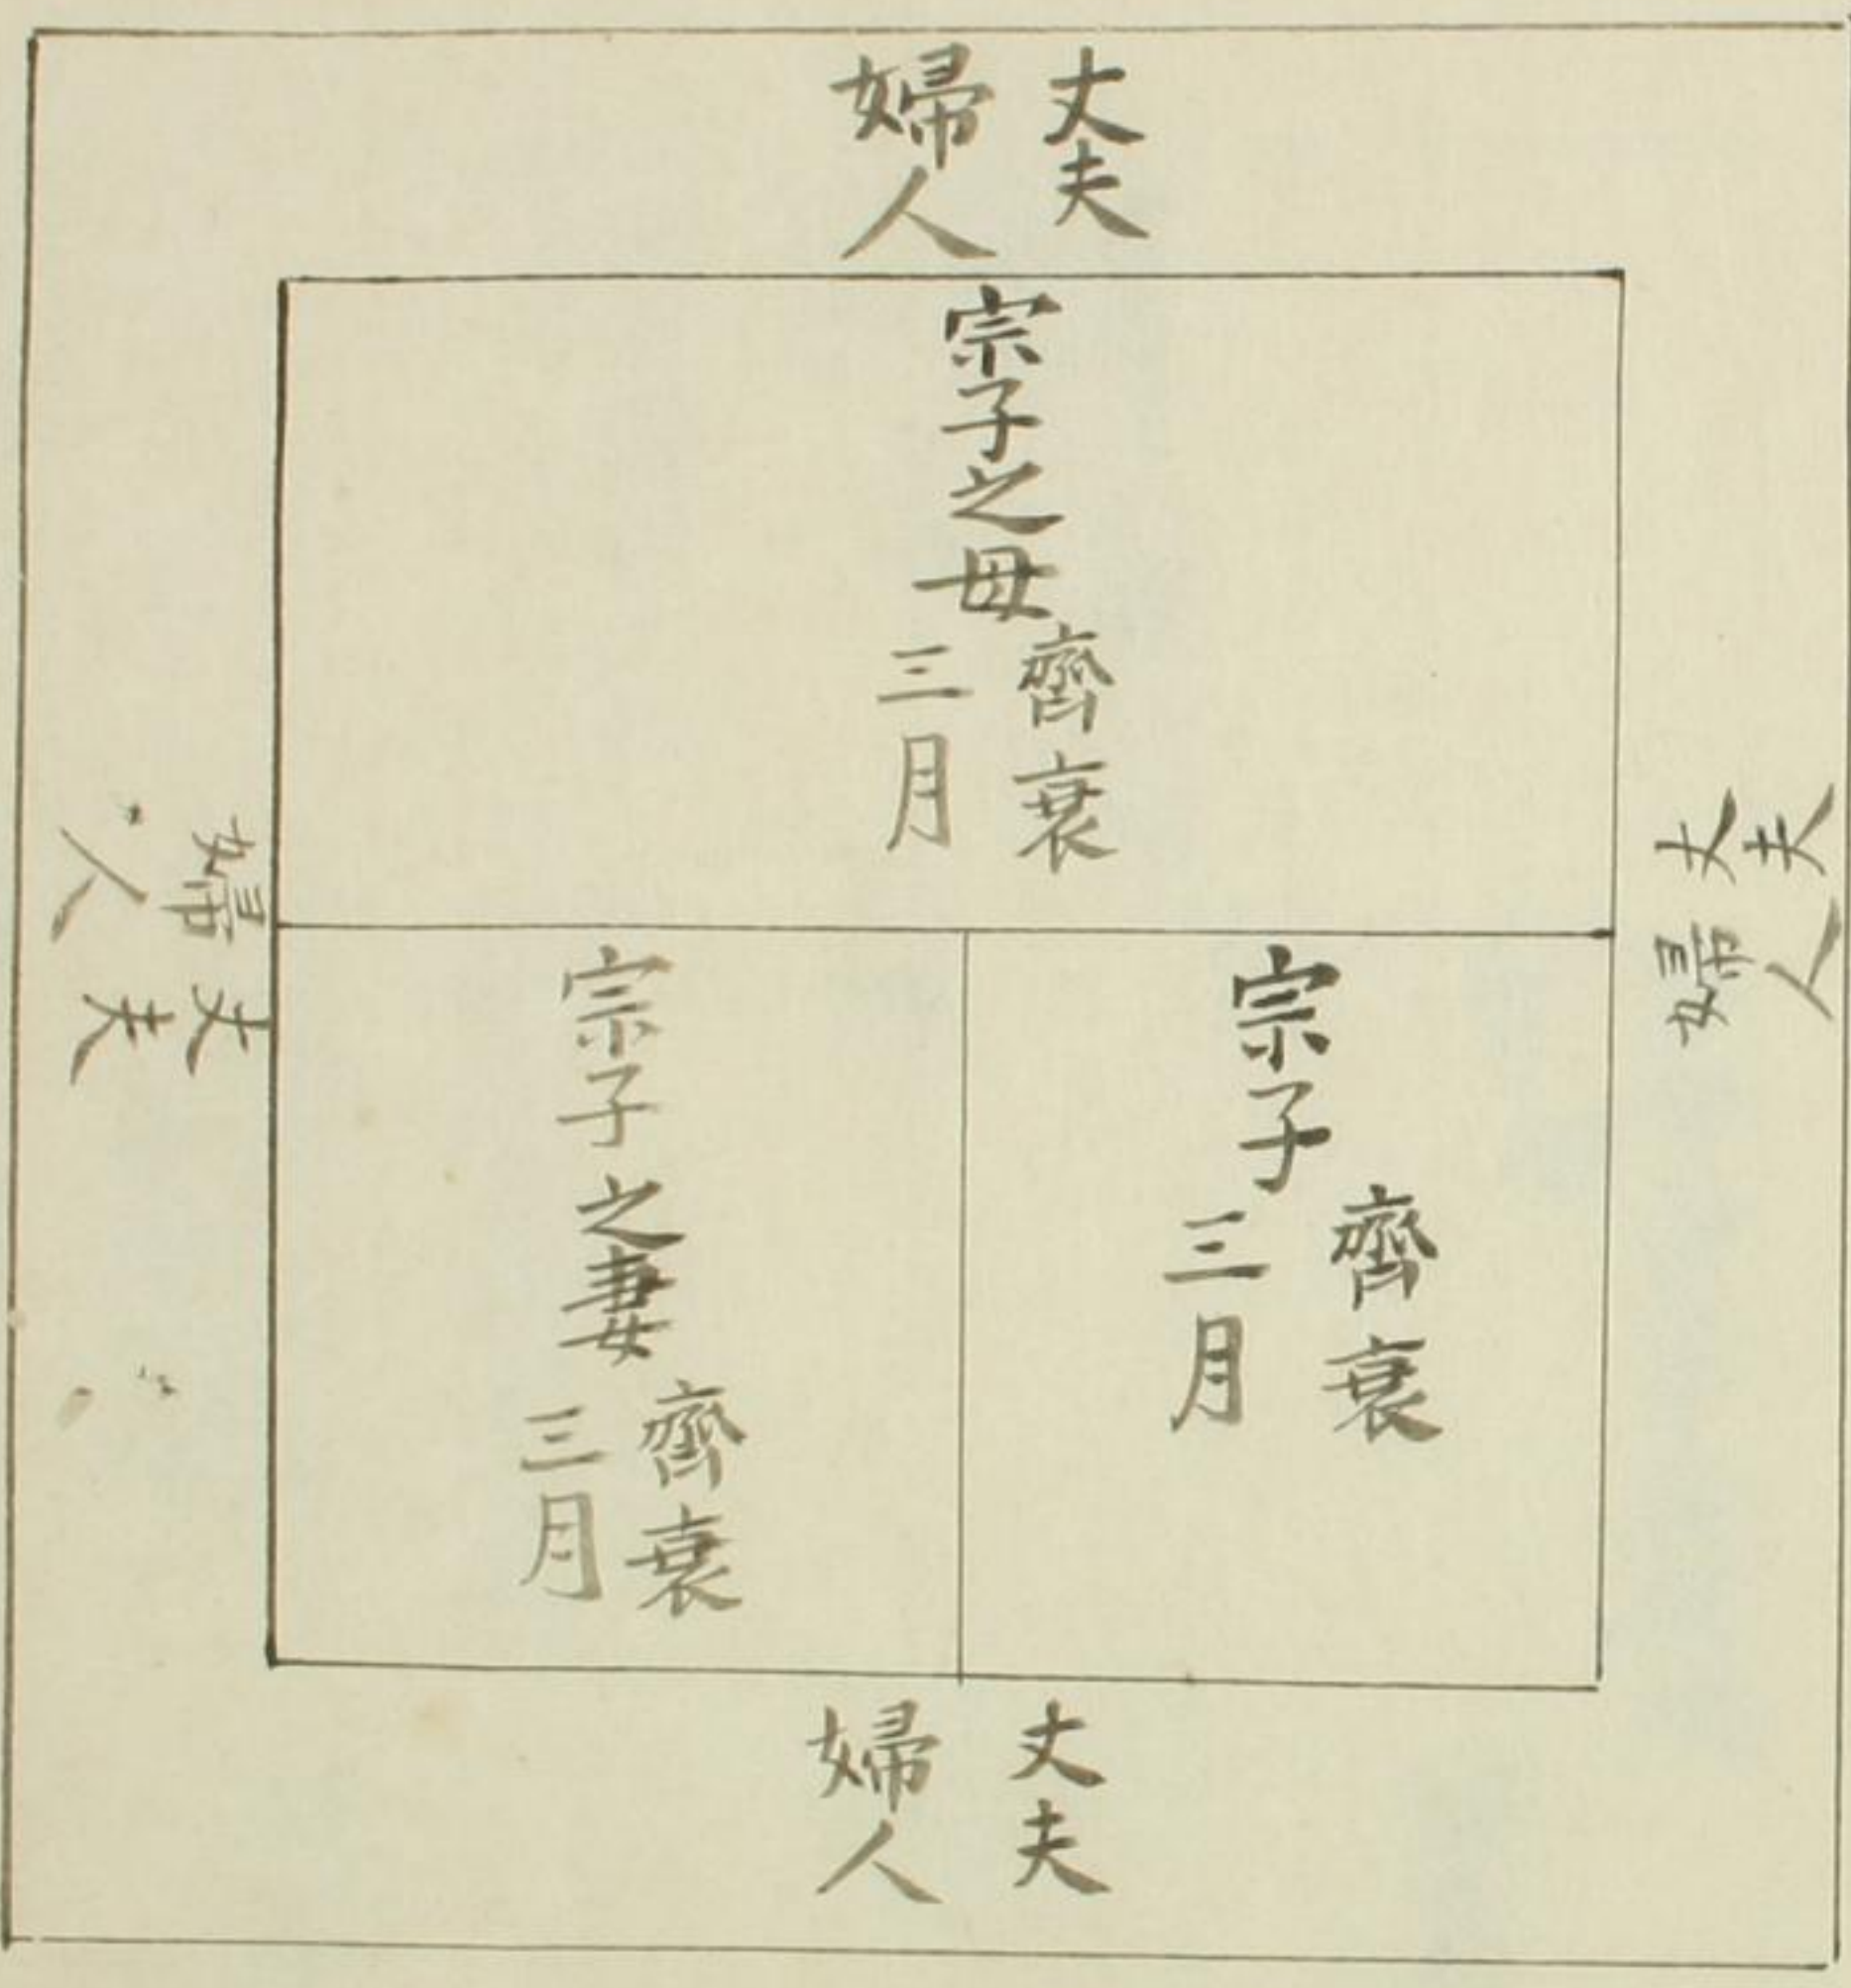 丈夫
婦人
宗子之母
齊衰
三月
丈夫
婦人
宗子
齊衰
三月
宗子之妻
齊衰
三月
丈夫
婦人
丈夫
婦人